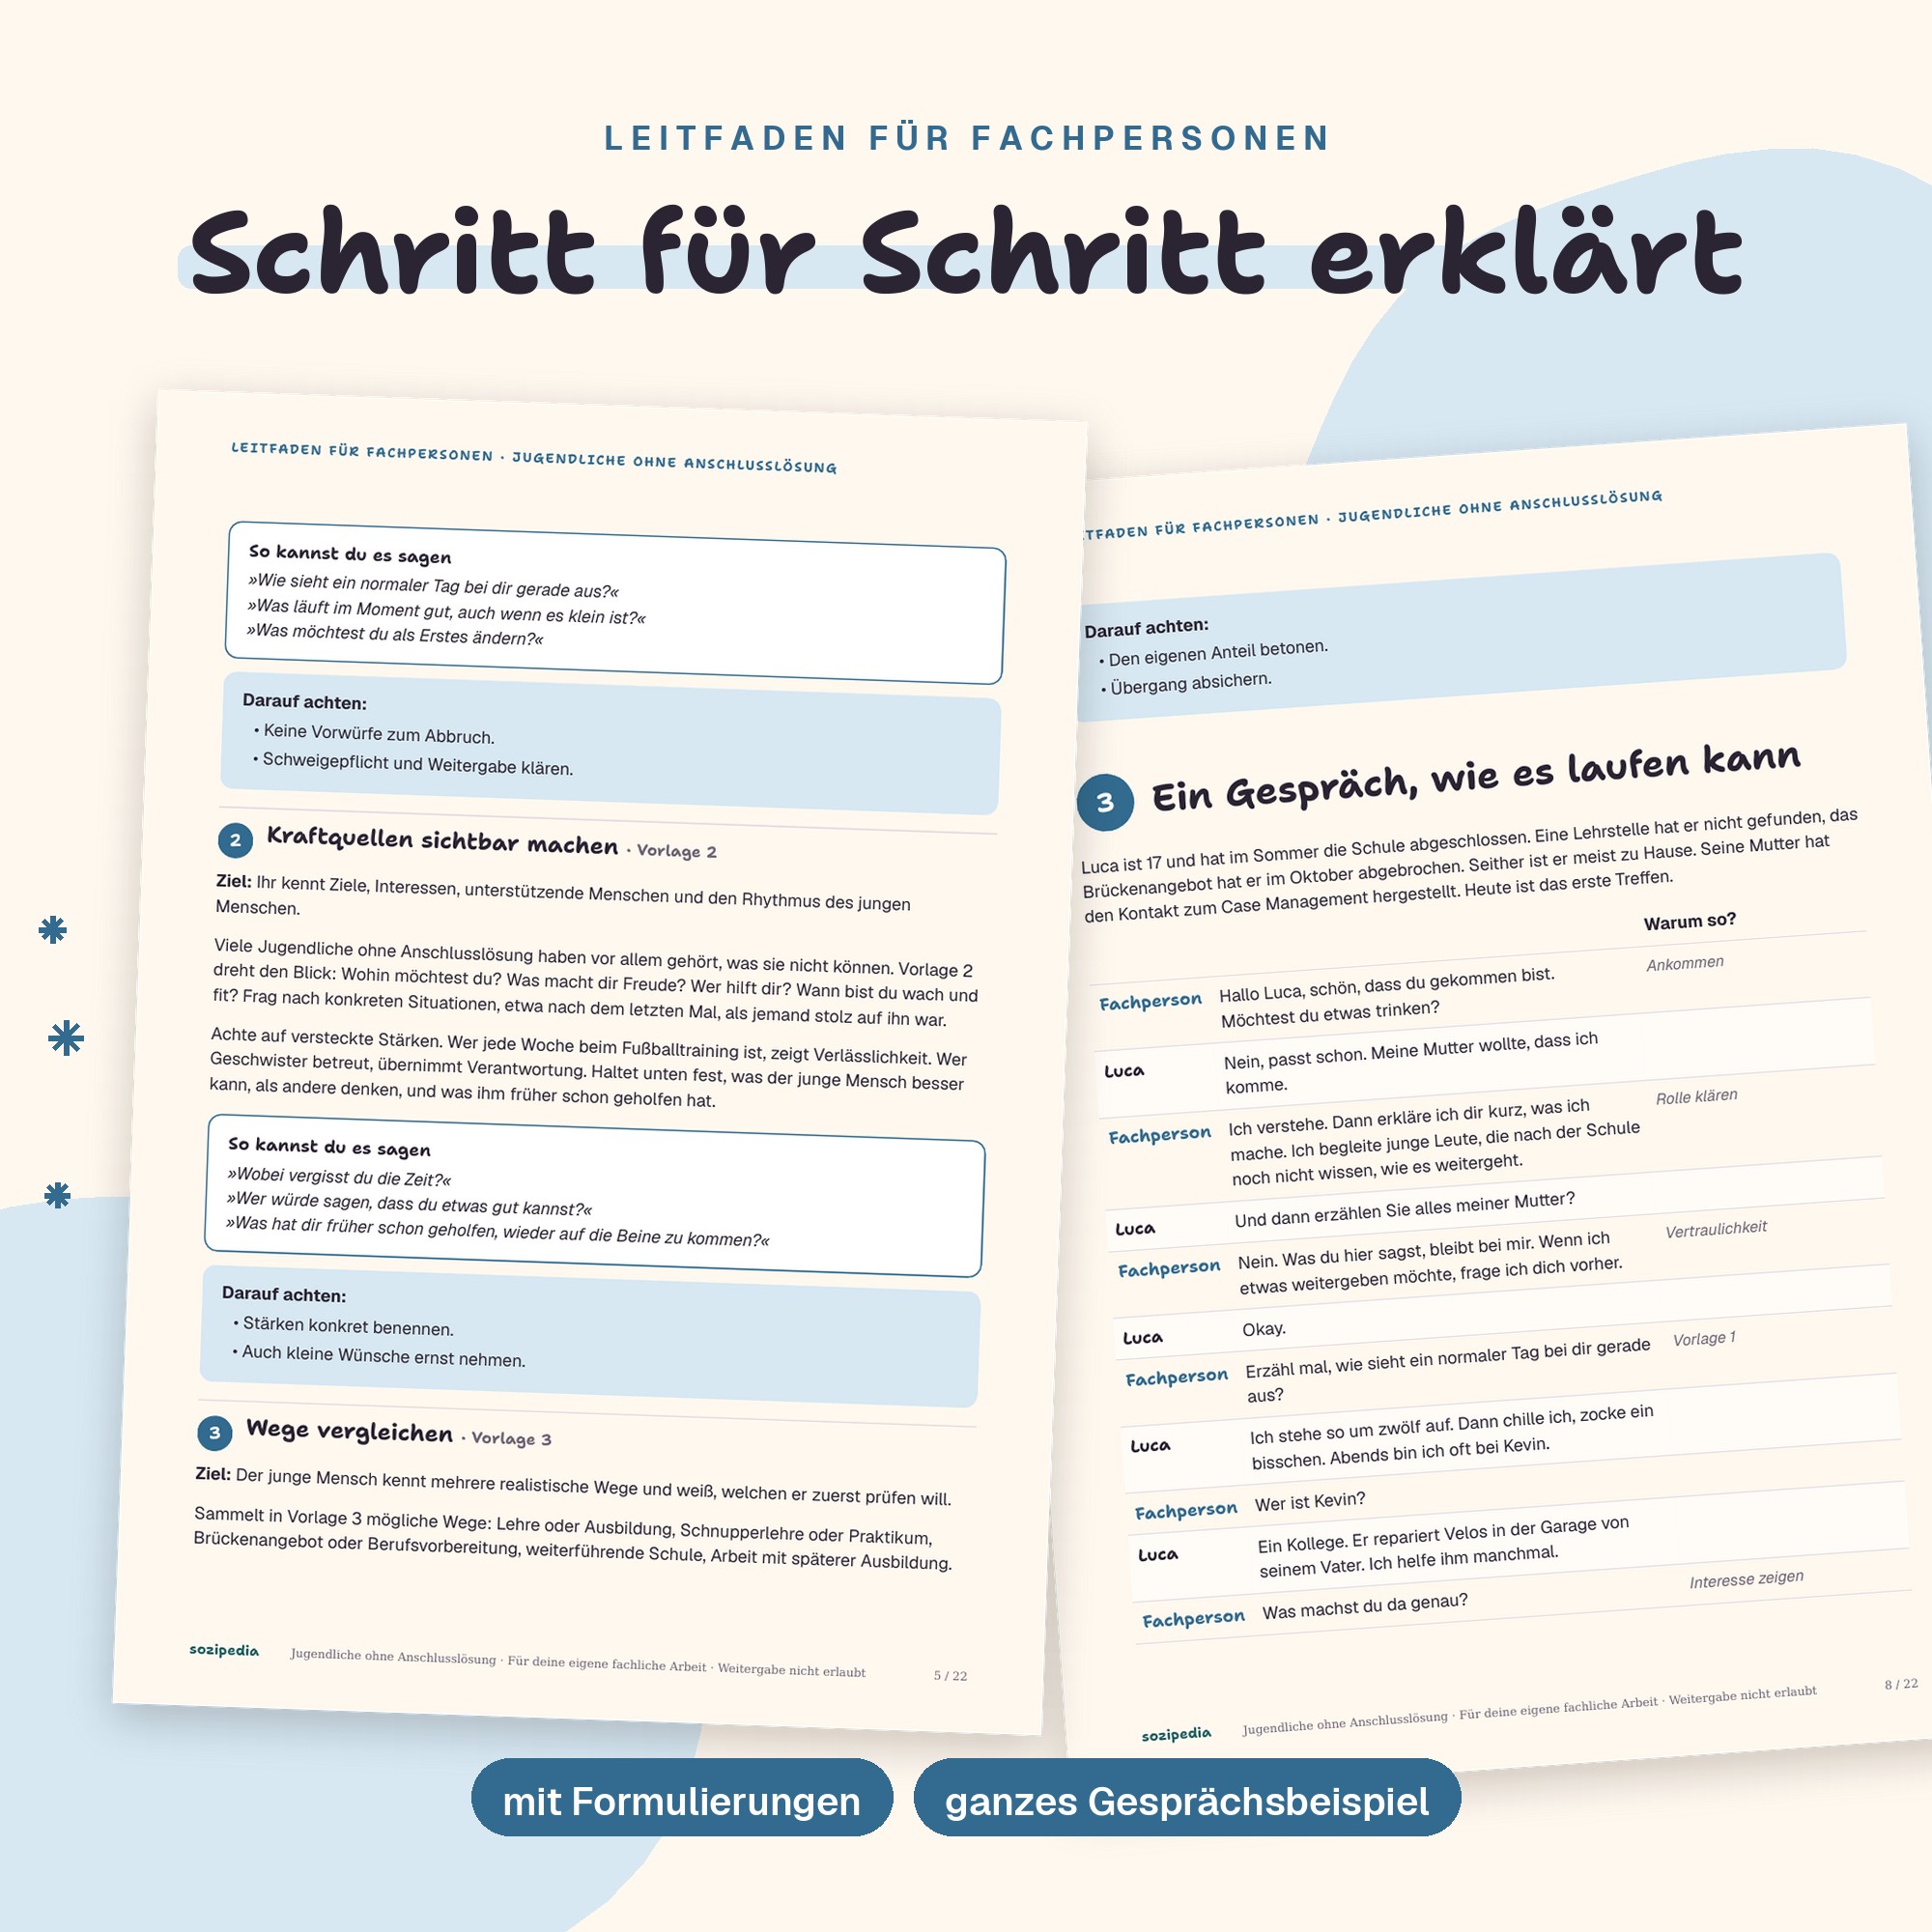 LEITFADEN FÜR FACHPERSONEN
Schritt für Schritt erklärt
LEITFADEN FÜR FACHPERSONEN · JUGENDLICHE OHNE ANSCHLUSSLÖSUNG
So kannst du es sagen
»Wie sieht ein normaler Tag bei dir gerade aus?«
»Was läuft im Moment gut, auch wenn es klein ist?«
»Was möchtest du als Erstes ändern?«
Darauf achten:
• Keine Vorwürfe zum Abbruch.
• Schweigepflicht und Weitergabe klären.
2 Kraftquellen sichtbar machen · Vorlage 2
Ziel: Ihr kennt Ziele, Interessen, unterstützende Menschen und den Rhythmus des jungen
Menschen.
Viele Jugendliche ohne Anschlusslösung haben vor allem gehört, was sie nicht können. Vorlage 2
dreht den Blick: Wohin möchtest du? Was macht dir Freude? Wer hilft dir? Wann bist du wach und
fit? Frag nach konkreten Situationen, etwa nach dem letzten Mal, als jemand stolz auf ihn war.
Achte auf versteckte Stärken. Wer jede Woche beim Fußballtraining ist, zeigt Verlässlichkeit. Wer
Geschwister betreut, übernimmt Verantwortung. Haltet unten fest, was der junge Mensch besser
kann, als andere denken, und was ihm früher schon geholfen hat.
So kannst du es sagen
»Wobei vergisst du die Zeit?«
»Wer würde sagen, dass du etwas gut kannst?«
»Was hat dir früher schon geholfen, wieder auf die Beine zu kommen?«
Darauf achten:
• Stärken konkret benennen.
• Auch kleine Wünsche ernst nehmen.
3 Wege vergleichen · Vorlage 3
Ziel: Der junge Mensch kennt mehrere realistische Wege und weiß, welchen er zuerst prüfen will.
Sammelt in Vorlage 3 mögliche Wege: Lehre oder Ausbildung, Schnupperlehre oder Praktikum,
Brückenangebot oder Berufsvorbereitung, weiterführende Schule, Arbeit mit späterer Ausbildung.
sozipedia Jugendliche ohne Anschlusslösung · Für deine eigene fachliche Arbeit · Weitergabe nicht erlaubt 5 / 22
TFADEN FÜR FACHPERSONEN · JUGENDLICHE OHNE ANSCHLUSSLÖSUNG
Darauf achten:
• Den eigenen Anteil betonen.
• Übergang absichern.
3 Ein Gespräch, wie es laufen kann
Luca ist 17 und hat im Sommer die Schule abgeschlossen. Eine Lehrstelle hat er nicht gefunden, das
Brückenangebot hat er im Oktober abgebrochen. Seither ist er meist zu Hause. Seine Mutter hat
den Kontakt zum Case Management hergestellt. Heute ist das erste Treffen.
Warum so?
Fachperson Hallo Luca, schön, dass du gekommen bist. Ankommen
Möchtest du etwas trinken?
Luca Nein, passt schon. Meine Mutter wollte, dass ich
komme.
Fachperson Ich verstehe. Dann erkläre ich dir kurz, was ich Rolle klären
mache. Ich begleite junge Leute, die nach der Schule
noch nicht wissen, wie es weitergeht.
Luca Und dann erzählen Sie alles meiner Mutter?
Fachperson Nein. Was du hier sagst, bleibt bei mir. Wenn ich Vertraulichkeit
etwas weitergeben möchte, frage ich dich vorher.
Luca Okay.
Fachperson Erzähl mal, wie sieht ein normaler Tag bei dir gerade Vorlage 1
aus?
Luca Ich stehe so um zwölf auf. Dann chille ich, zocke ein
bisschen. Abends bin ich oft bei Kevin.
Fachperson Wer ist Kevin?
Luca Ein Kollege. Er repariert Velos in der Garage von
seinem Vater. Ich helfe ihm manchmal.
Fachperson Was machst du da genau? Interesse zeigen
sozipedia Jugendliche ohne Anschlusslösung · Für deine eigene fachliche Arbeit · Weitergabe nicht erlaubt 8 / 22
mit Formulierungen
ganzes Gesprächsbeispiel